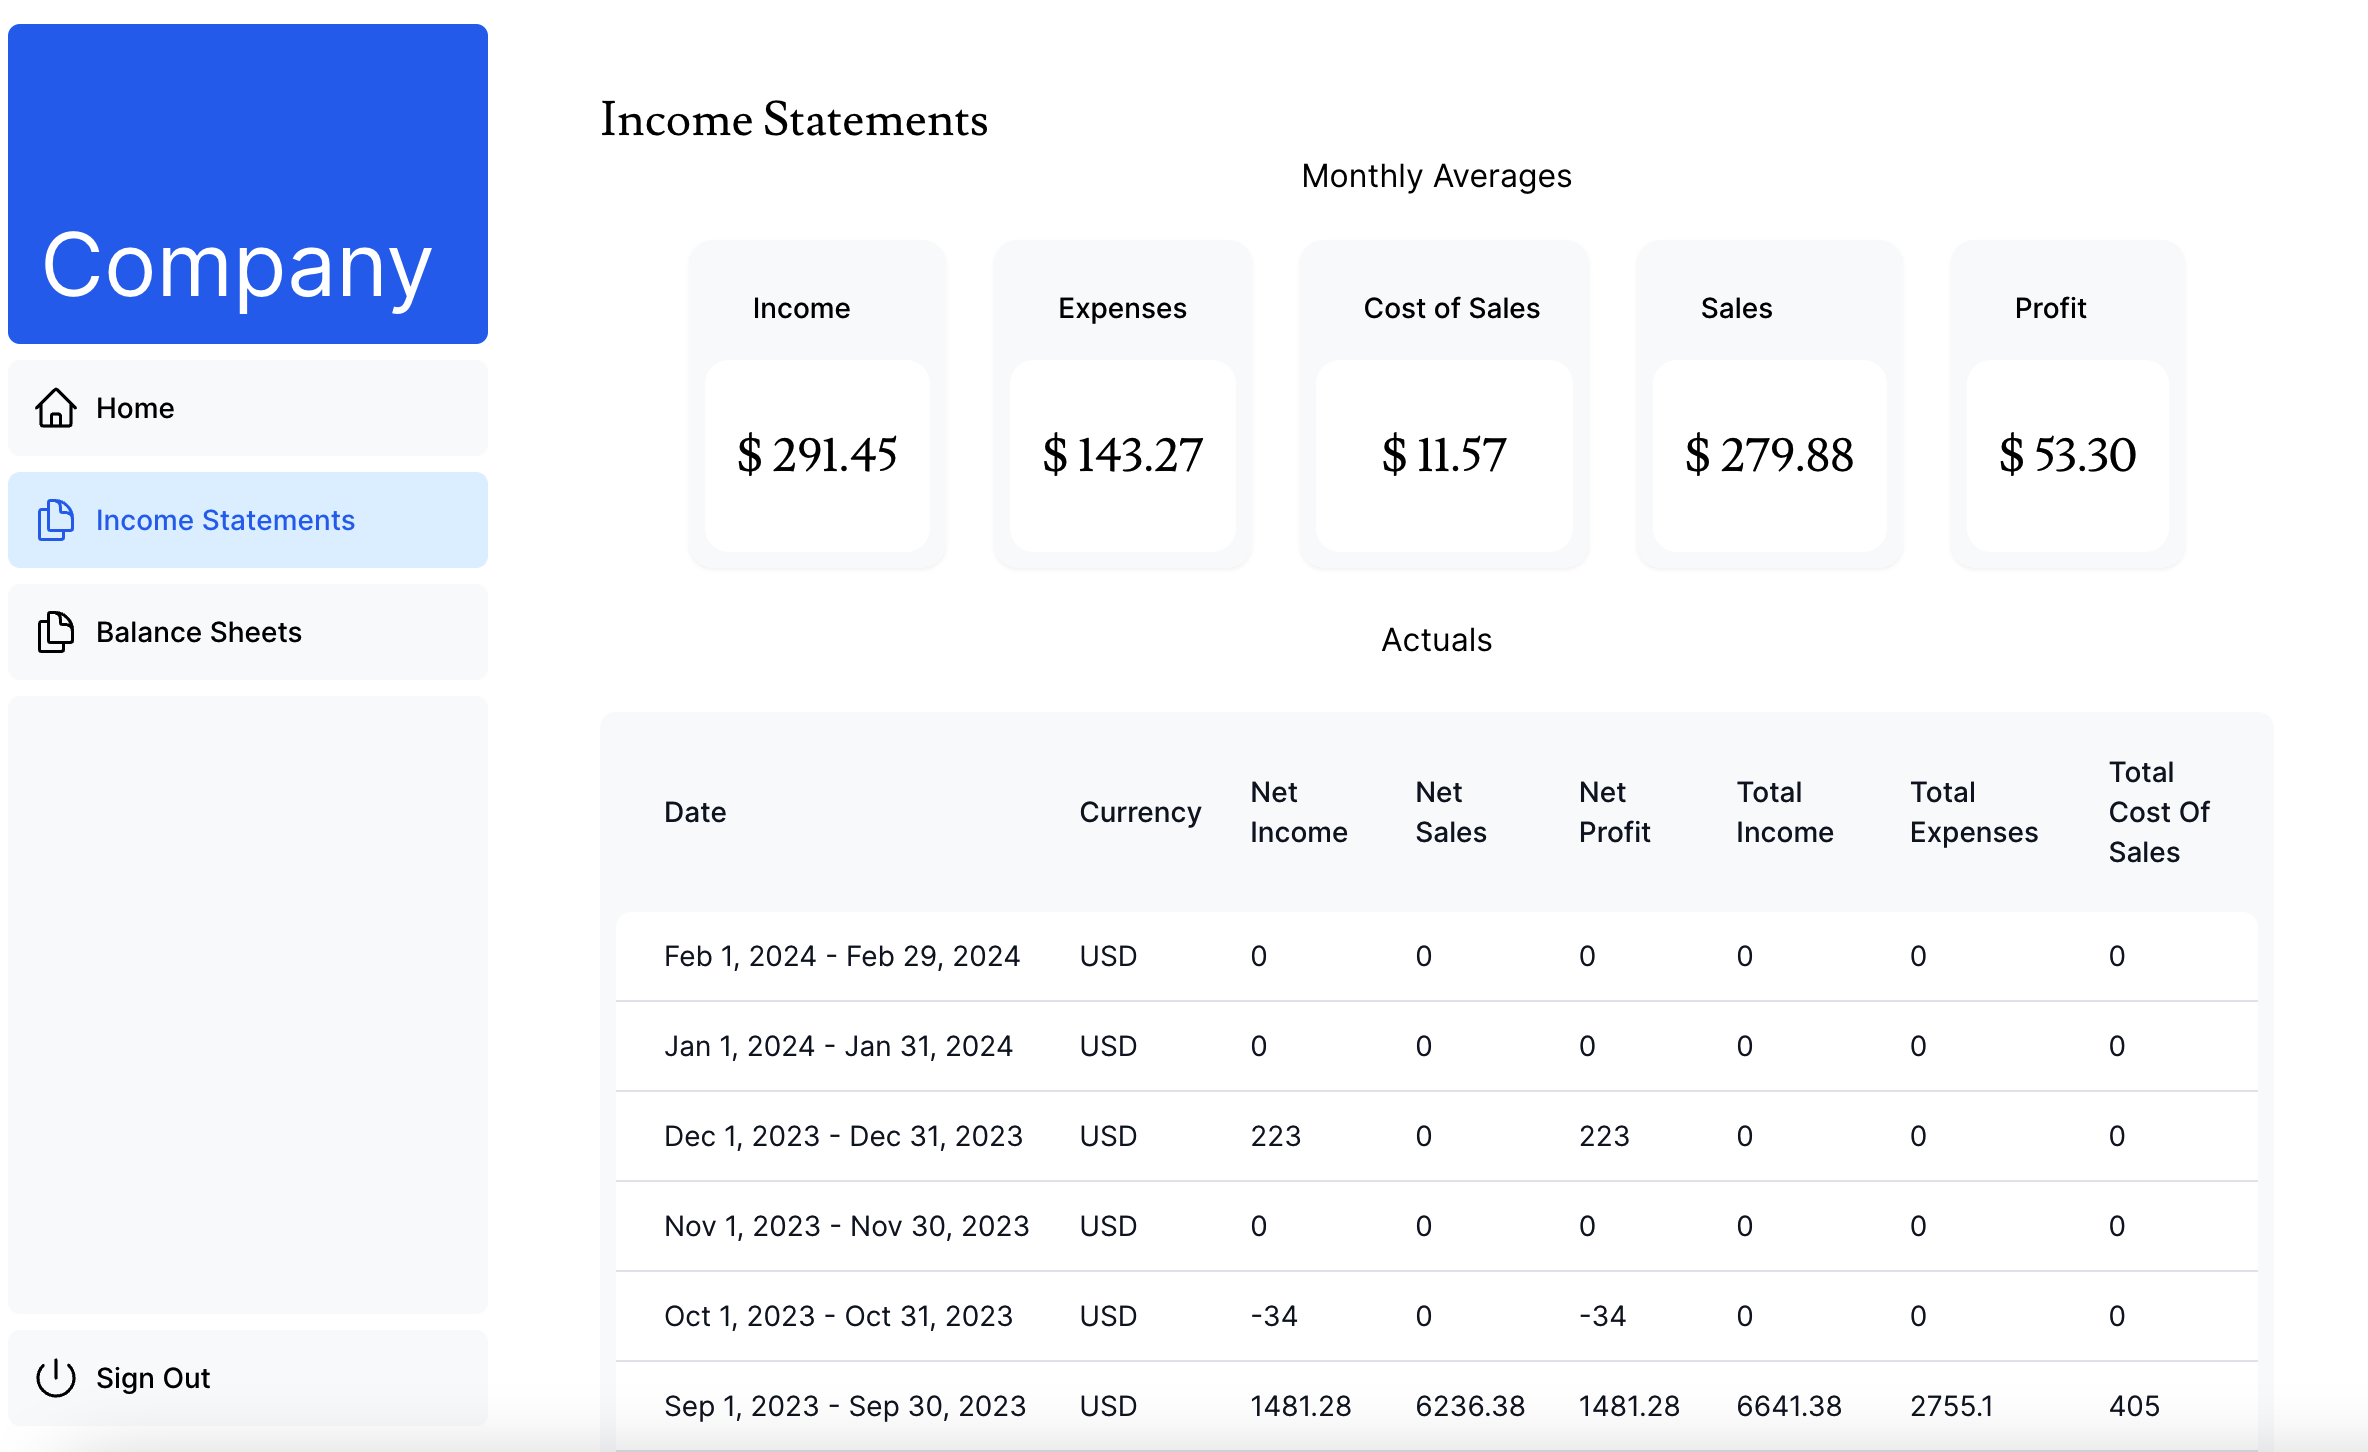 Company
Home
Income Statements
Balance Sheets
Sign Out
Income Statements
Monthly Averages
Income Expenses Cost of Sales Sales Profit
$ 291.45 $ 143.27 $ 11.57 $ 279.88 $ 53.30
Actuals
Date Currency Net Income Net Sales Net Profit Total Income Total Expenses Total Cost Of Sales
Feb 1, 2024 - Feb 29, 2024 USD 0 0 0 0 0 0
Jan 1, 2024 - Jan 31, 2024 USD 0 0 0 0 0 0
Dec 1, 2023 - Dec 31, 2023 USD 223 0 223 0 0 0
Nov 1, 2023 - Nov 30, 2023 USD 0 0 0 0 0 0
Oct 1, 2023 - Oct 31, 2023 USD -34 0 -34 0 0 0
Sep 1, 2023 - Sep 30, 2023 USD 1481.28 6236.38 1481.28 6641.38 2755.1 405